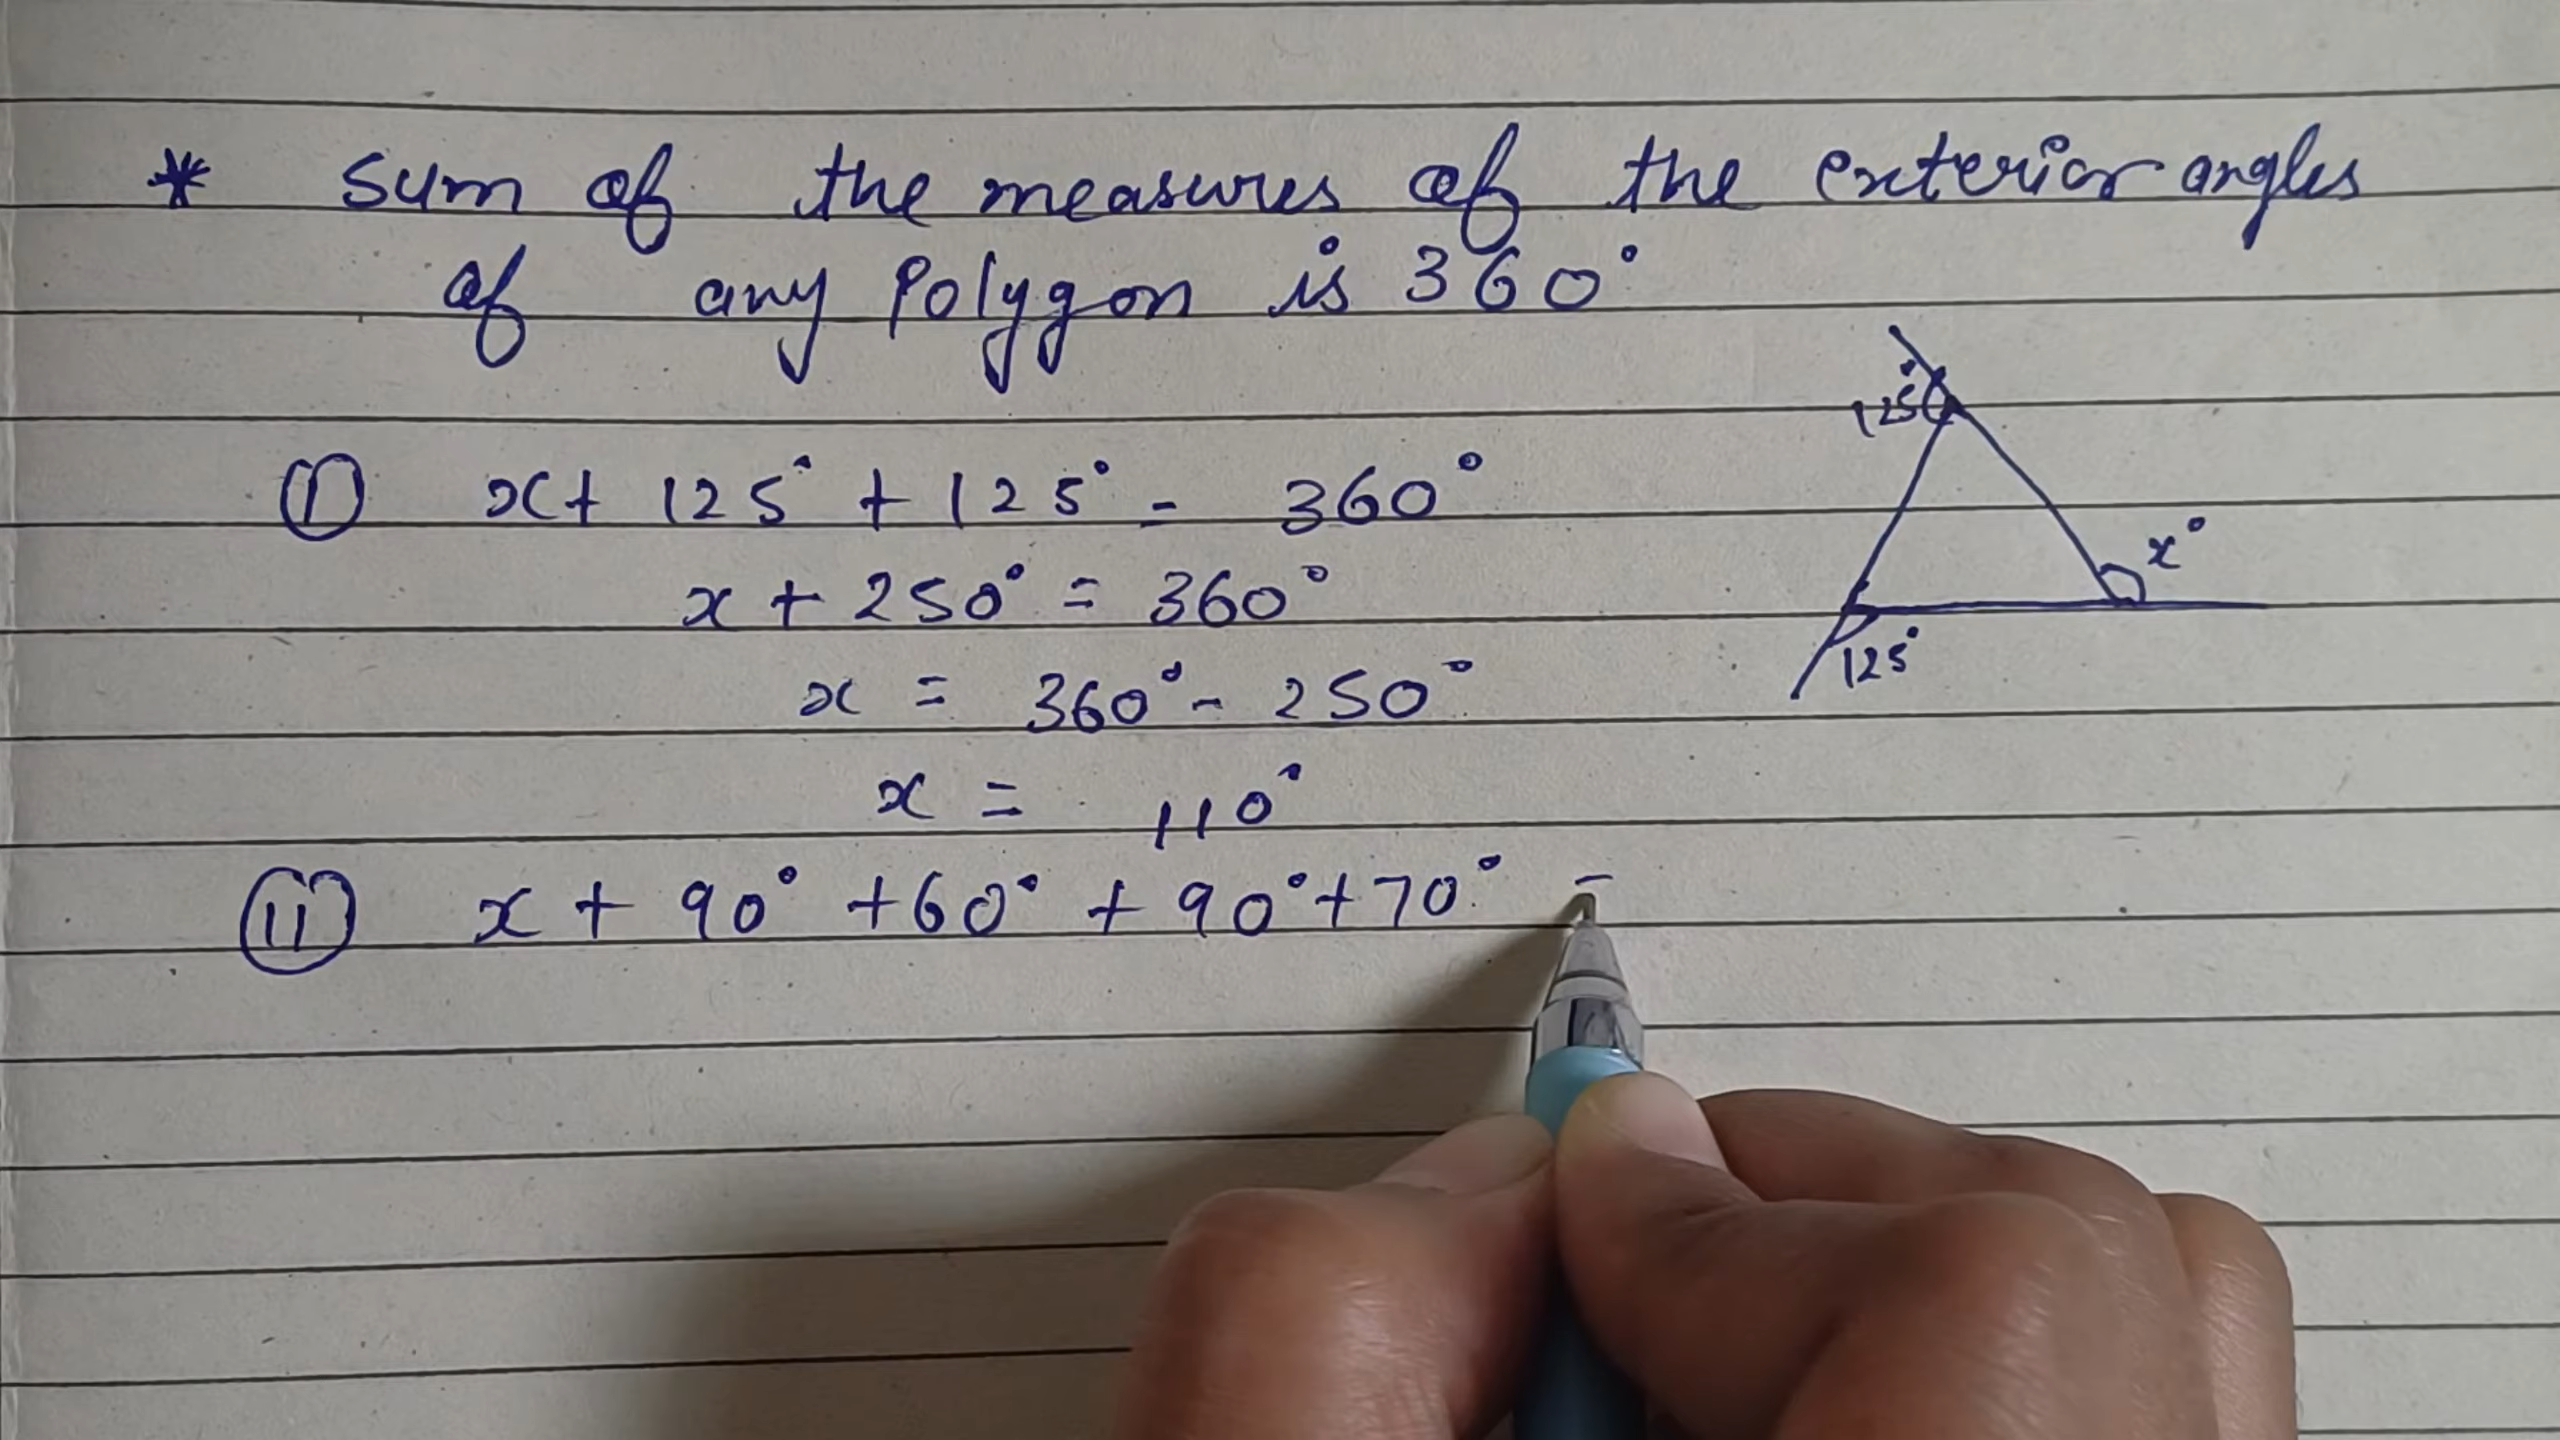 * Sum of the measures of the exterior angles
of any Polygon is 360°
125°
(i) x + 125° + 125° = 360°
x°
x + 250° = 360°
125°
x = 360° - 250°
x = 110°
(ii) x + 90° + 60° + 90° + 70° =